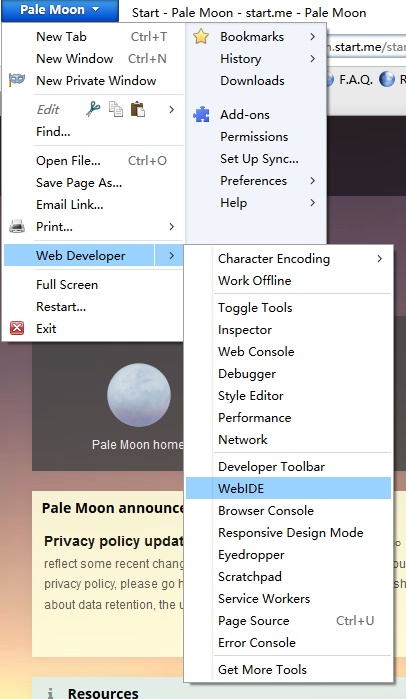 Pale Moon
Start - Pale Moon - start.me - Pale Moon
New Tab Ctrl+T
New Window Ctrl+N
New Private Window
Edit
Find...
Open File... Ctrl+O
Save Page As...
Email Link...
Print...
Web Developer
Full Screen
Restart...
Exit
Bookmarks
History
Downloads
Add-ons
Permissions
Set Up Sync...
Preferences
Help
.start.me/star
F.A.Q.
Character Encoding
Work Offline
Toggle Tools
Inspector
Web Console
Debugger
Style Editor
Performance
Network
Developer Toolbar
WebIDE
Browser Console
Responsive Design Mode
Eyedropper
Scratchpad
Service Workers
Page Source Ctrl+U
Error Console
Get More Tools
Pale Moon home
Pale Moon announce
Privacy policy updat
reflect some recent chang
privacy policy, please go h
about data retention, the u
Resources